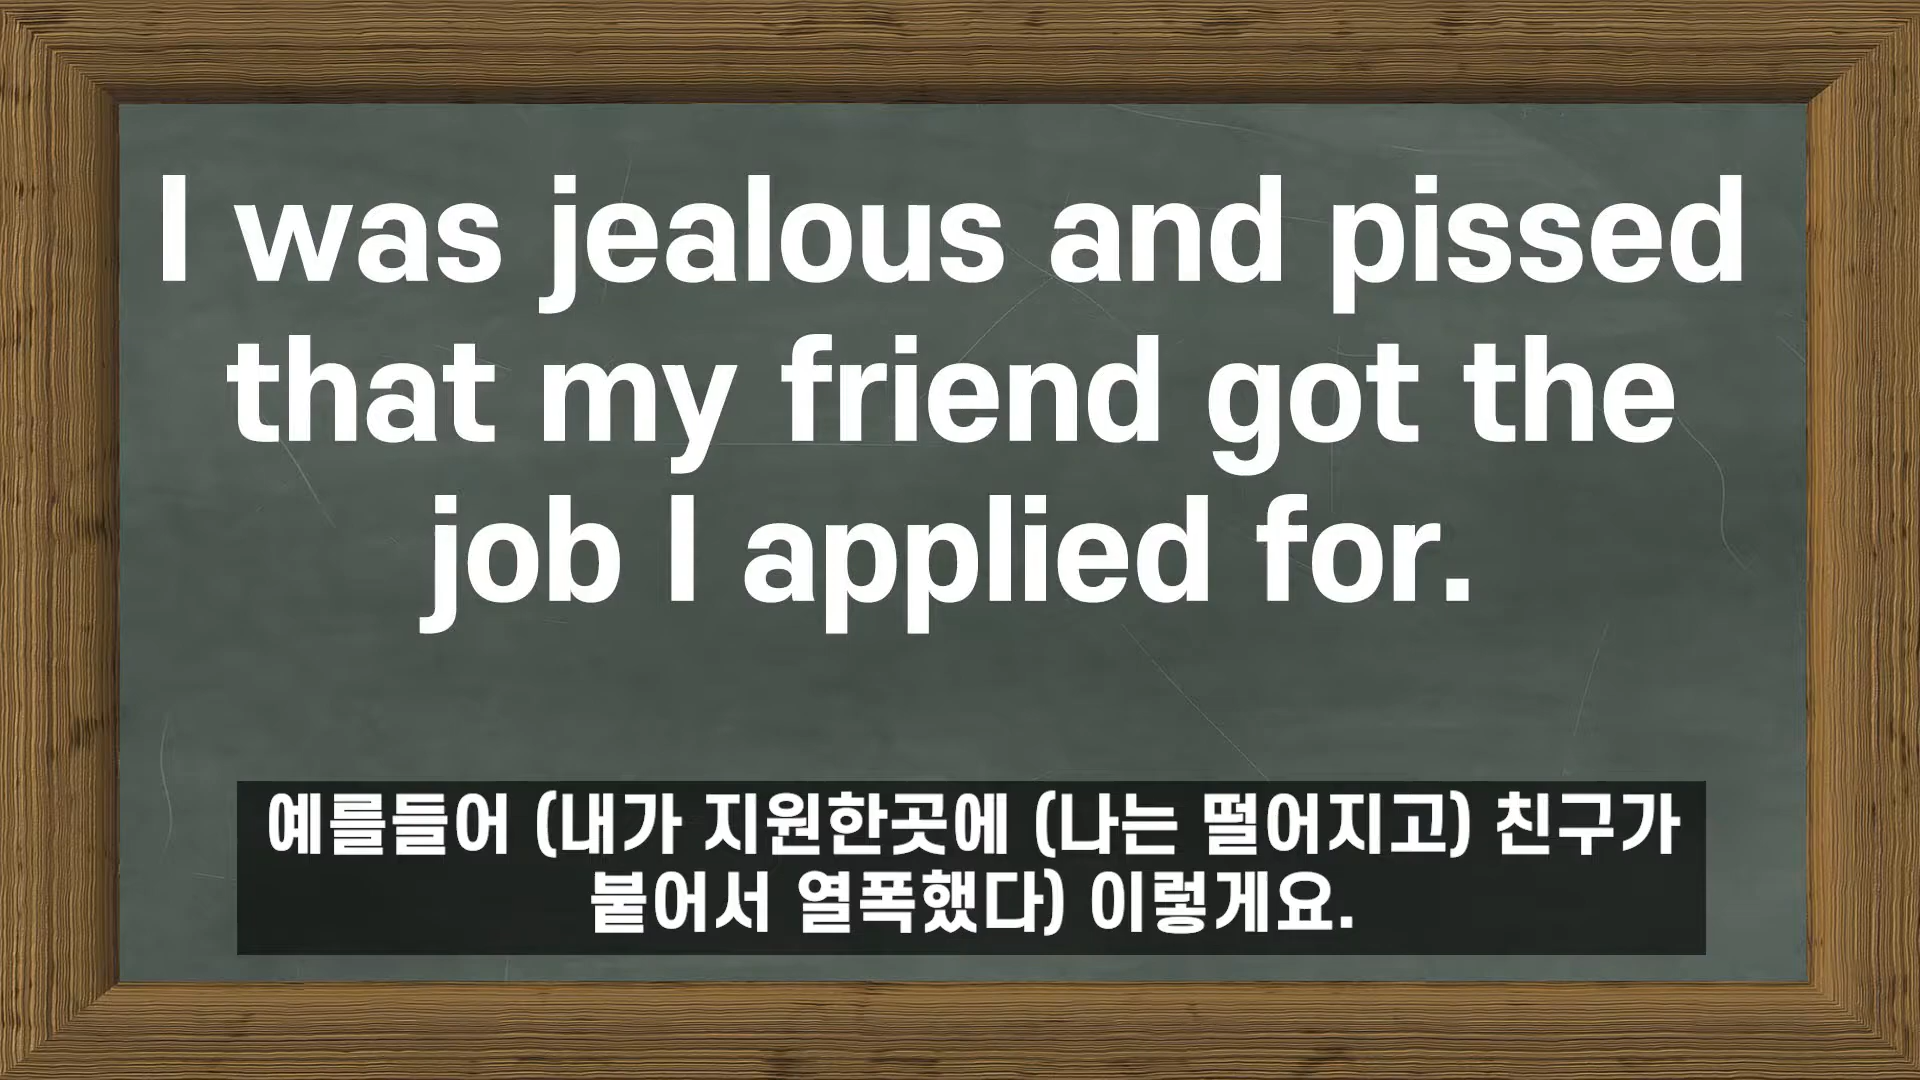 I was jealous and pissed
that my friend got the
job I applied for.
예를들어 (내가 지원한곳에 (나는 떨어지고) 친구가
붙어서 열폭했다) 이렇게요.